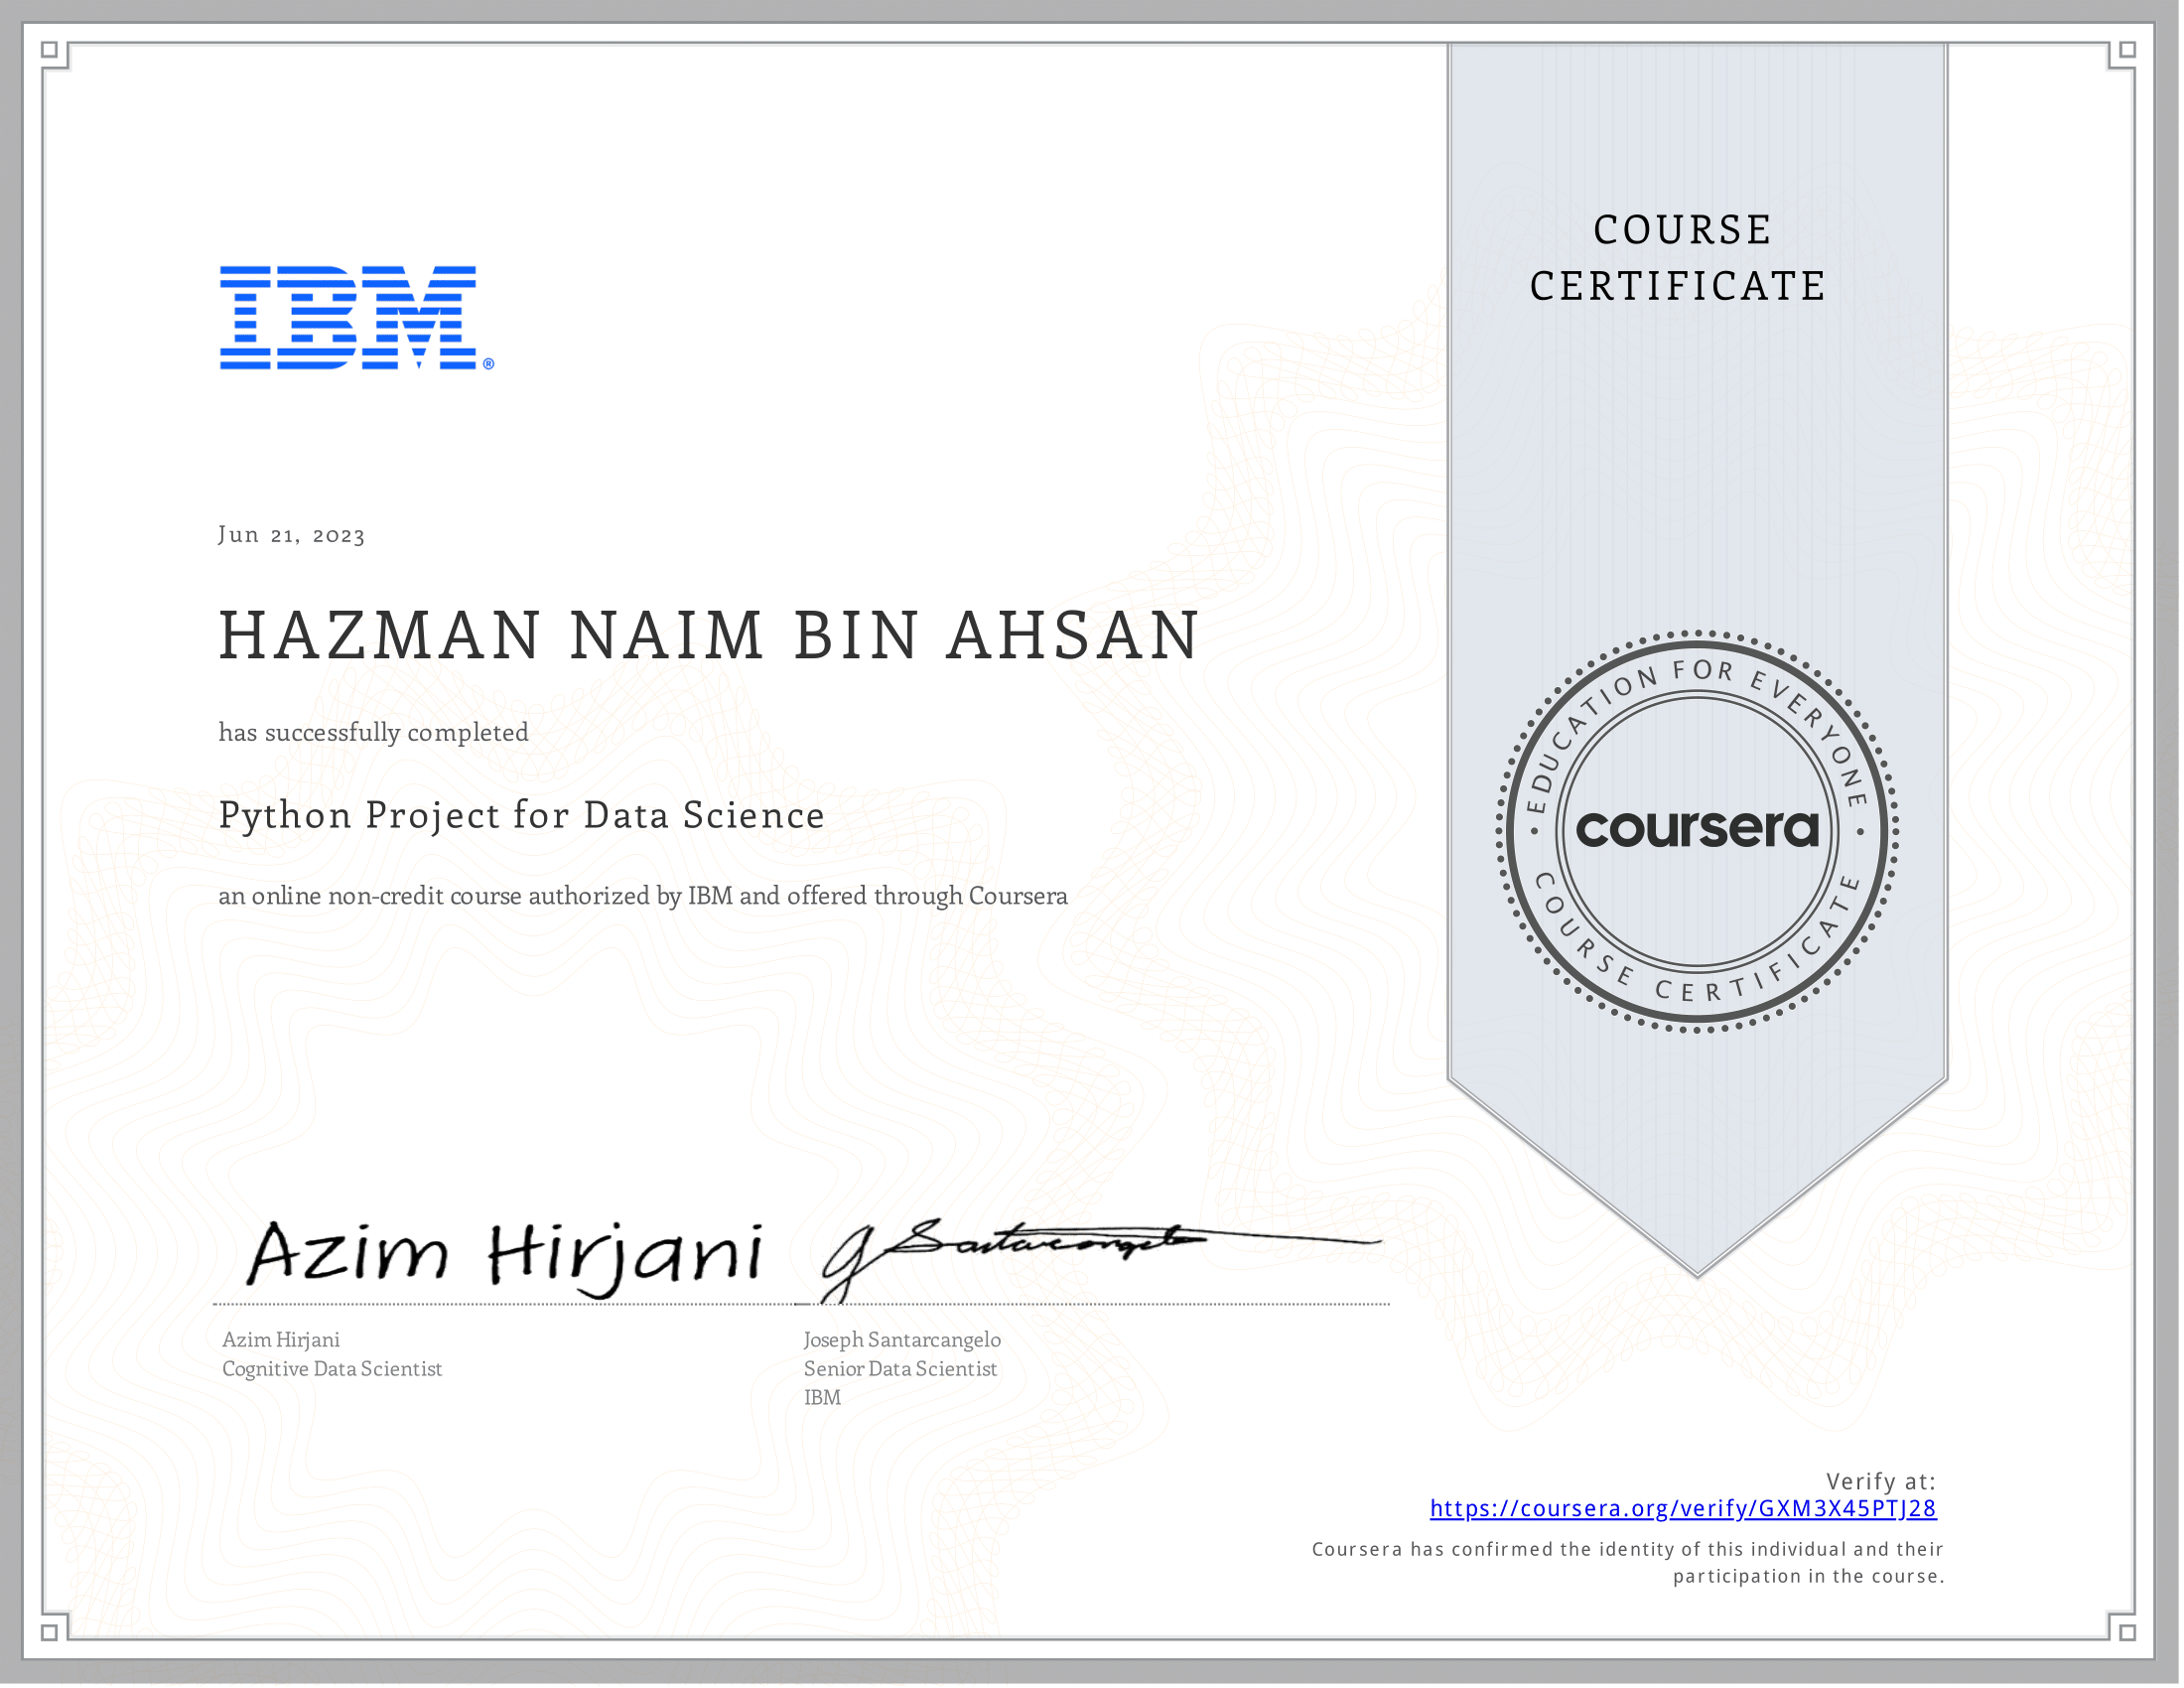 COURSE
CERTIFICATE
IBM®
Jun 21, 2023
HAZMAN NAIM BIN AHSAN
has successfully completed
Python Project for Data Science
an online non-credit course authorized by IBM and offered through Coursera
EDUCATION FOR EVERYONE
coursera
COURSE CERTIFICATE
Azim Hirjani
J Santarcangelo
Azim Hirjani
Cognitive Data Scientist
Joseph Santarcangelo
Senior Data Scientist
IBM
Verify at:
https://coursera.org/verify/GXM3X45PTJ28
Coursera has confirmed the identity of this individual and their
participation in the course.